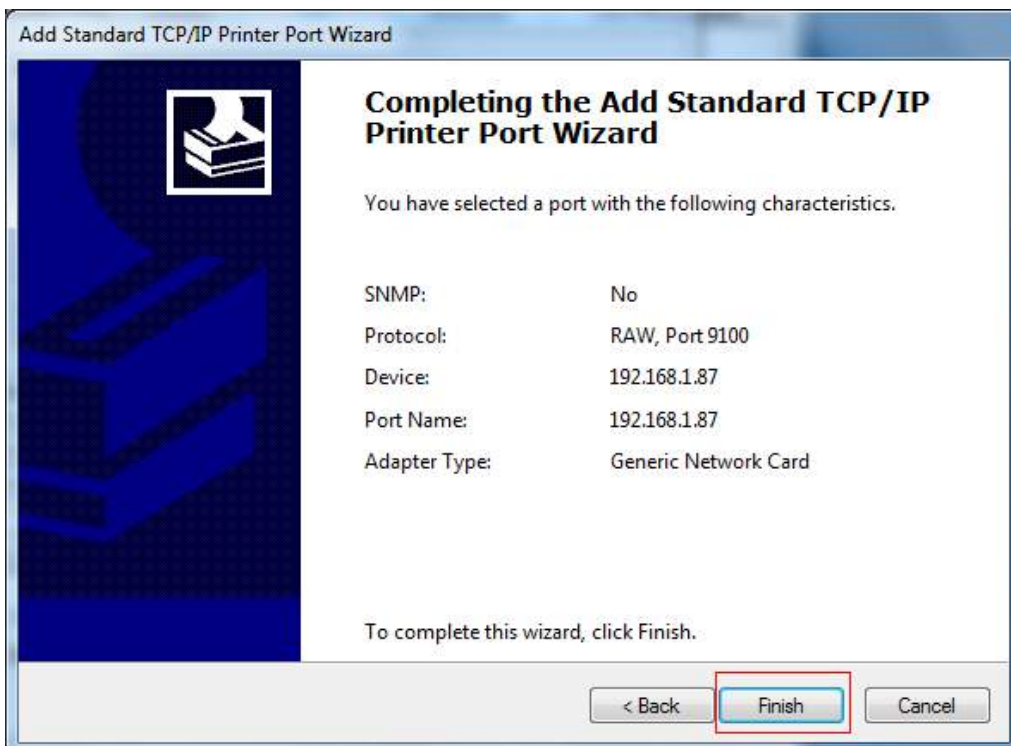 Add Standard TCP/IP Printer Port Wizard
Completing the Add Standard TCP/IP
Printer Port Wizard
You have selected a port with the following characteristics.
SNMP: No
Protocol: RAW, Port 9100
Device: 192.168.1.87
Port Name: 192.168.1.87
Adapter Type: Generic Network Card
To complete this wizard, click Finish.
< Back Finish Cancel